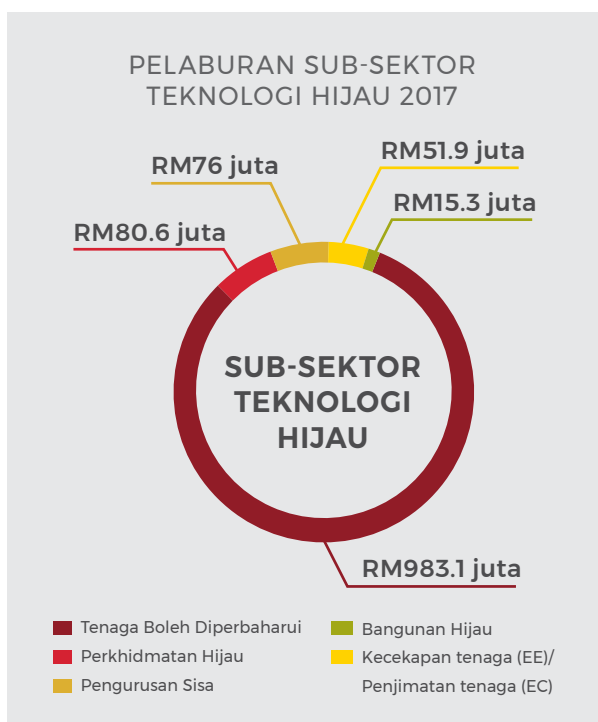 PELABURAN SUB-SEKTOR
TEKNOLOGI HIJAU 2017
RM51.9 juta
RM76 juta
RM15.3 juta
RM80.6 juta
SUB-SEKTOR
TEKNOLOGI
HIJAU
RM983.1 juta
Tenaga Boleh Diperbaharui
Perkhidmatan Hijau
Pengurusan Sisa
Bangunan Hijau
Kecekapan tenaga (EE)/
Penjimatan tenaga (EC)